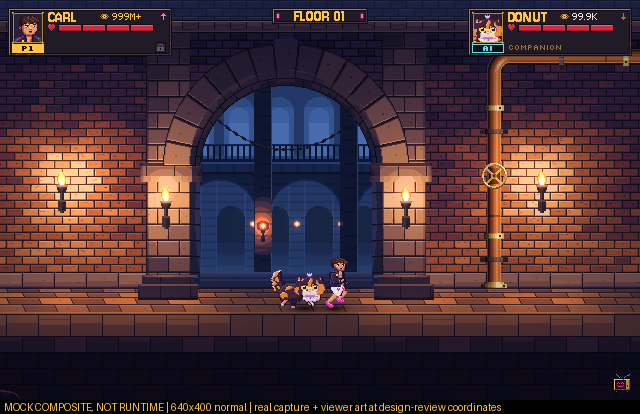 CARL 999M+
P1
FLOOR 01
DONUT 99.9K
AI COMPANION
MOCK COMPOSITE, NOT RUNTIME | 640x400 normal | real capture + viewer art at design-review coordinates